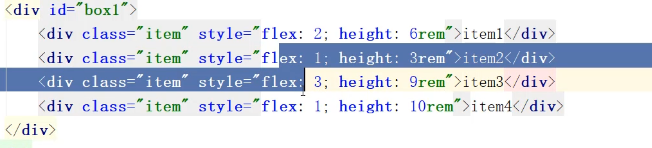 <div id="box1">
<div class="item" style="flex: 2; height: 6rem">item1</div>
<div class="item" style="flex: 1; height: 3rem">item2</div>
<div class="item" style="flex: 3; height: 9rem">item3</div>
<div class="item" style="flex: 1; height: 10rem">item4</div>
</div>